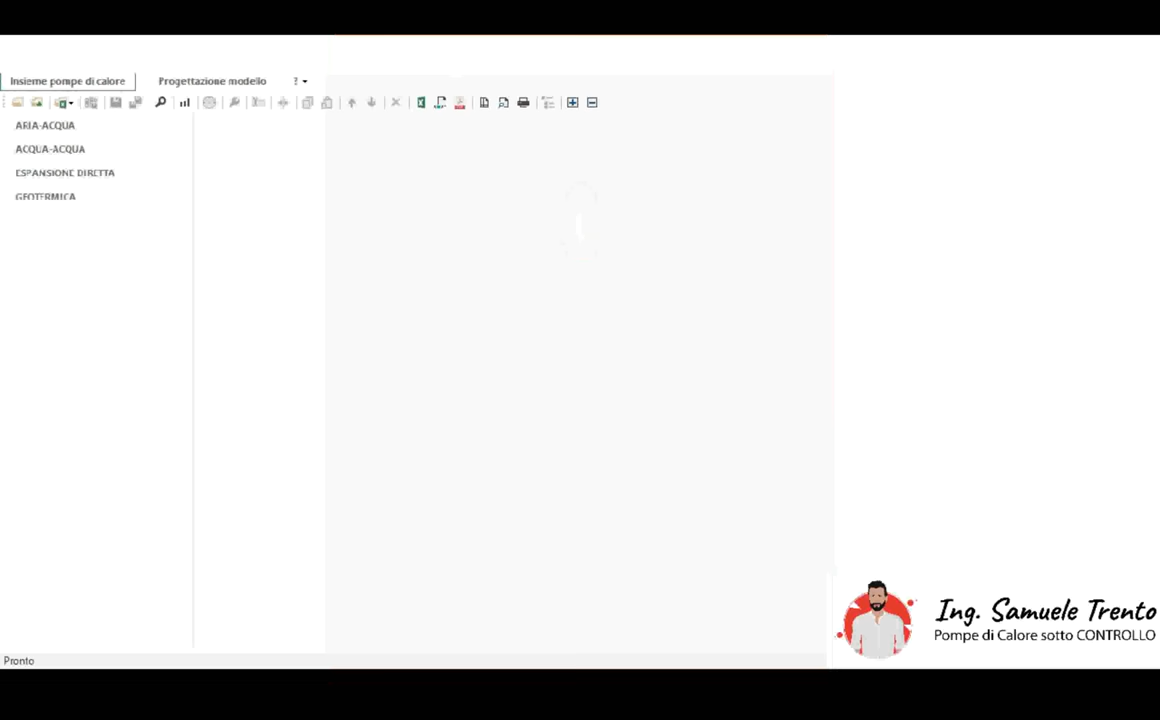 Insieme pompe di calore Progettazione modello ?
ARIA-ACQUA
ACQUA-ACQUA
ESPANSIONE DIRETTA
GEOTERMICA
Ing. Samuele Trento
Pompe di Calore sotto CONTROLLO
Pronto